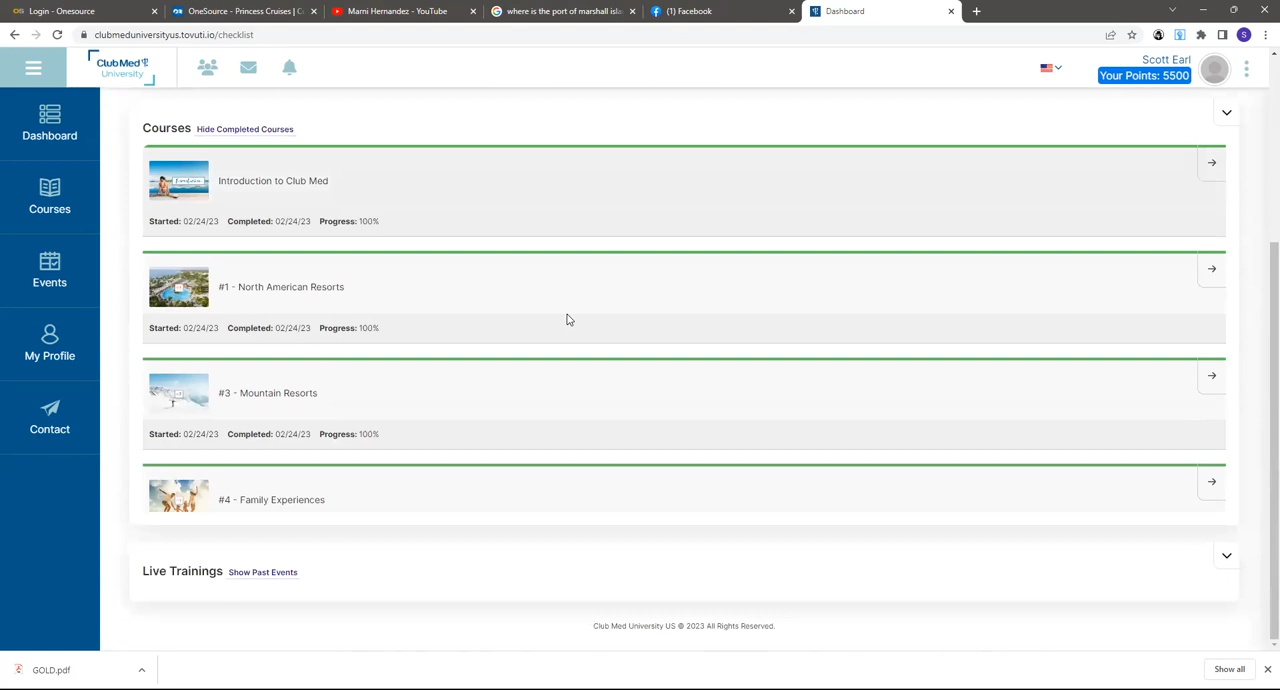 Login - Onesource
OneSource - Princess Cruises | C
Marni Hernandez - YouTube
where is the port of marshall isla
(1) Facebook
Dashboard
clubmeduniversityus.tovuti.io/checklist
S
Club Med
University
Scott Earl
Your Points: 5500
Dashboard
Courses
Events
My Profile
Contact
Courses Hide Completed Courses
Introduction to Club Med
Started: 02/24/23 Completed: 02/24/23 Progress: 100%
#1 - North American Resorts
Started: 02/24/23 Completed: 02/24/23 Progress: 100%
#3 - Mountain Resorts
Started: 02/24/23 Completed: 02/24/23 Progress: 100%
#4 - Family Experiences
Live Trainings Show Past Events
Club Med University US © 2023 All Rights Reserved.
GOLD.pdf
Show all